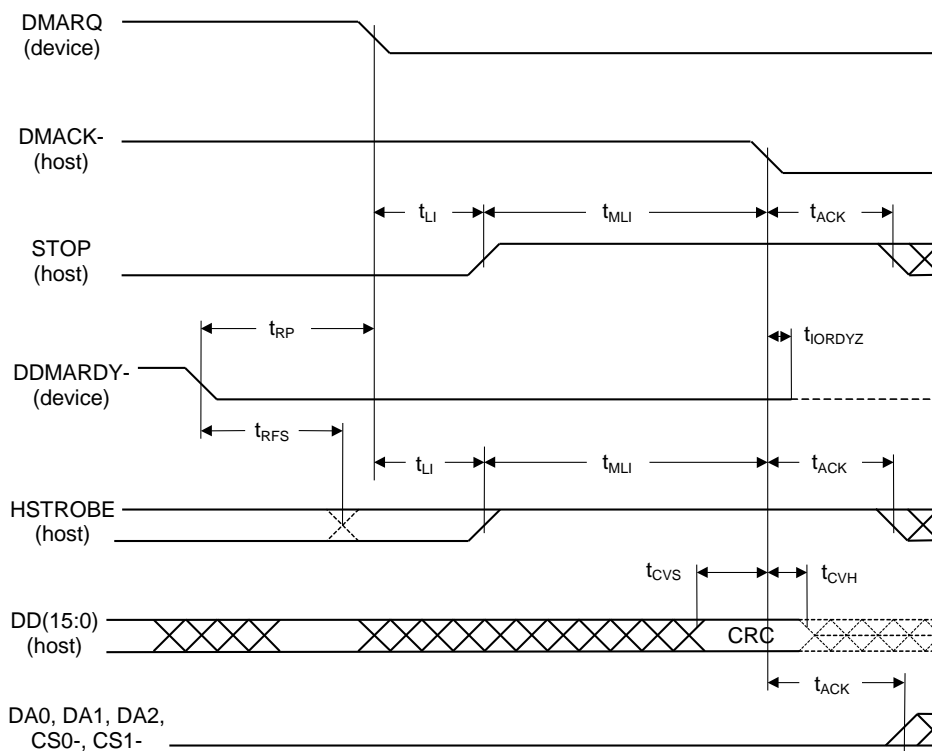 DMARQ
(device)
DMACK-
(host)
tLI
tMLI
tACK
STOP
(host)
tRP
tIORDYZ
DDMARDY-
(device)
tRFS
tLI
tMLI
tACK
HSTROBE
(host)
tCVS
tCVH
DD(15:0)
(host)
CRC
tACK
DA0, DA1, DA2,
CS0-, CS1-